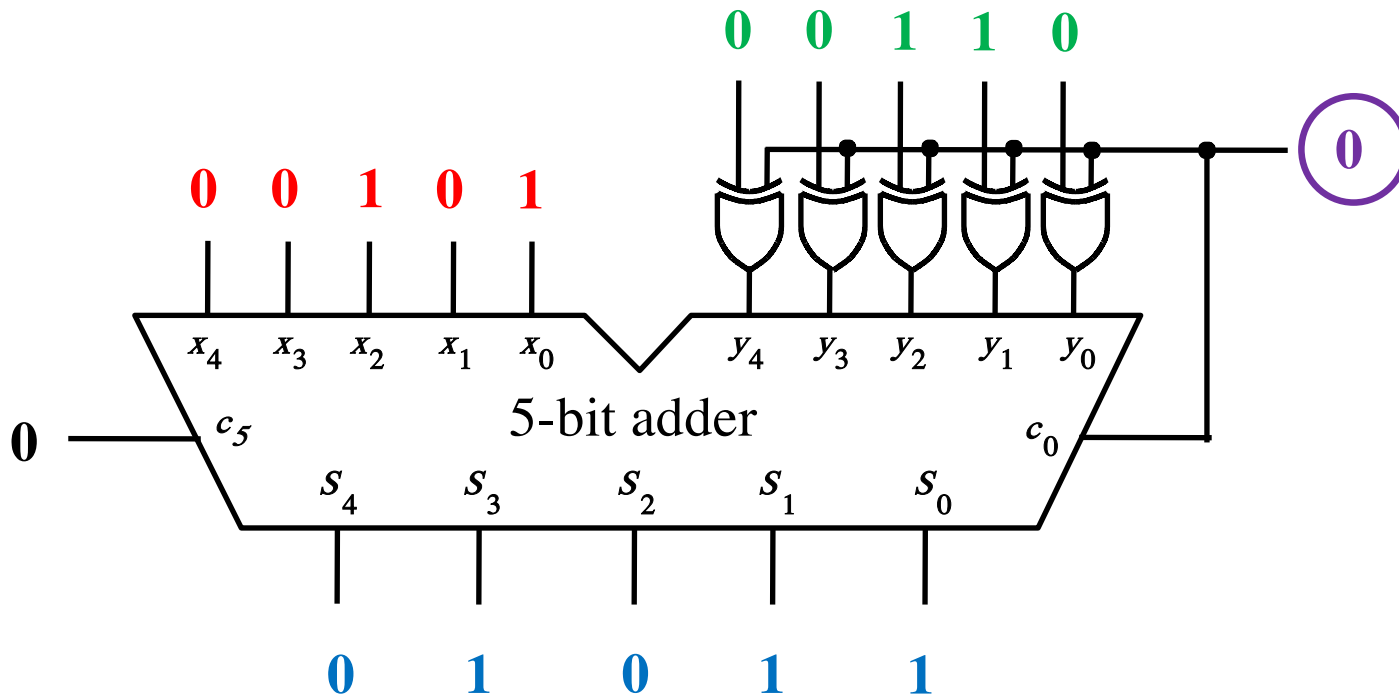 0 0 1 1 0
0
0 0 1 0 1
x4 x3 x2 x1 x0 y4 y3 y2 y1 y0
5-bit adder
0 c5 c0
S4 S3 S2 S1 S0
0 1 0 1 1